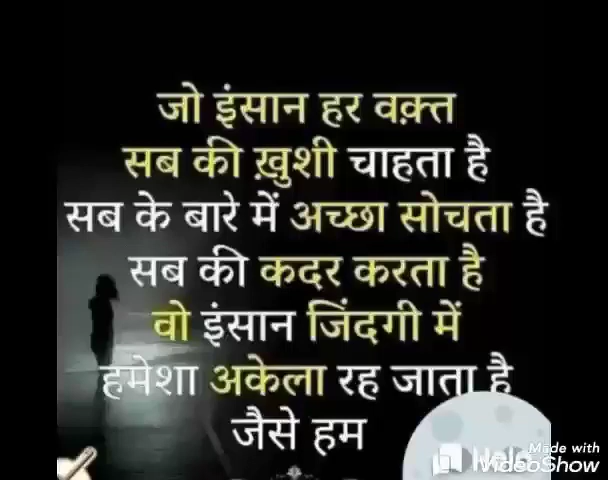 जो इंसान हर वक़्त
सब की ख़ुशी चाहता है
सब के बारे में अच्छा सोचता है
सब की कदर करता है
वो इंसान जिंदगी में
हमेशा अकेला रह जाता है
जैसे हम
Made with
VideoShow